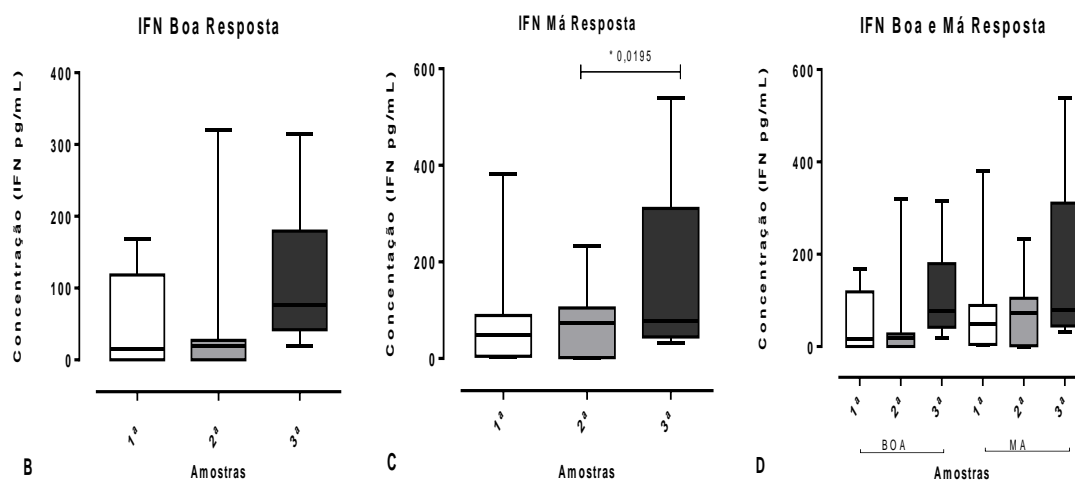 IFN Boa Resposta
Concentração (IFN pg/mL)
400
300
200
100
0
1ª
2ª
3ª
Amostras
B
IFN Má Resposta
* 0,0195
Concentação (IFN pg/mL)
600
400
200
0
1ª
2ª
3ª
Amostras
C
IFN Boa e Má Resposta
Concentração (IFN pg/mL)
600
400
200
0
1ª
2ª
3ª
1ª
2ª
3ª
BOA
MA
Amostras
D